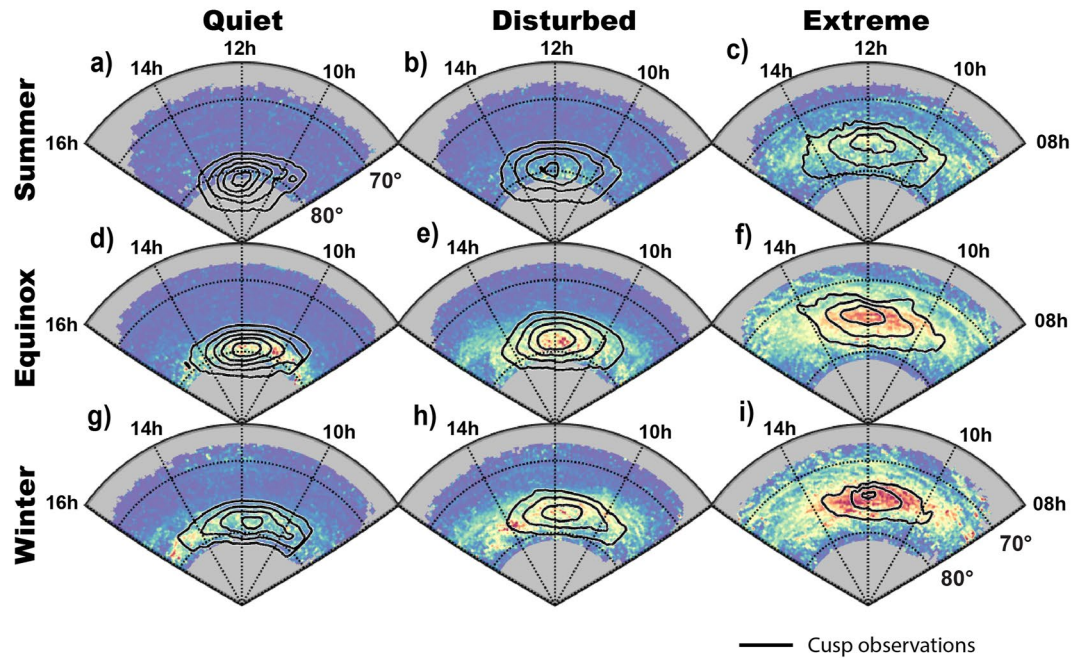 Quiet Disturbed Extreme
Summer
a) 14h 12h 10h 16h 70° 80°
b) 14h 12h 10h
c) 14h 12h 10h 08h
Equinox
d) 14h 10h 16h
e) 14h 10h
f) 14h 10h 08h
Winter
g) 14h 10h 16h
h) 14h 10h
i) 14h 10h 08h 70° 80°
Cusp observations